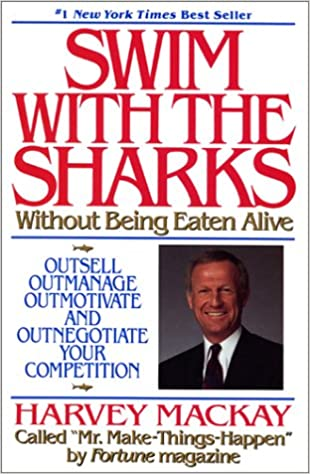 #1 New York Times Best Seller
SWIM
WITH THE
SHARKS
Without Being Eaten Alive
OUTSELL
OUTMANAGE
OUTMOTIVATE
AND
OUTNEGOTIATE
YOUR
COMPETITION
HARVEY MACKAY
Called "Mr. Make-Things-Happen"
by Fortune magazine